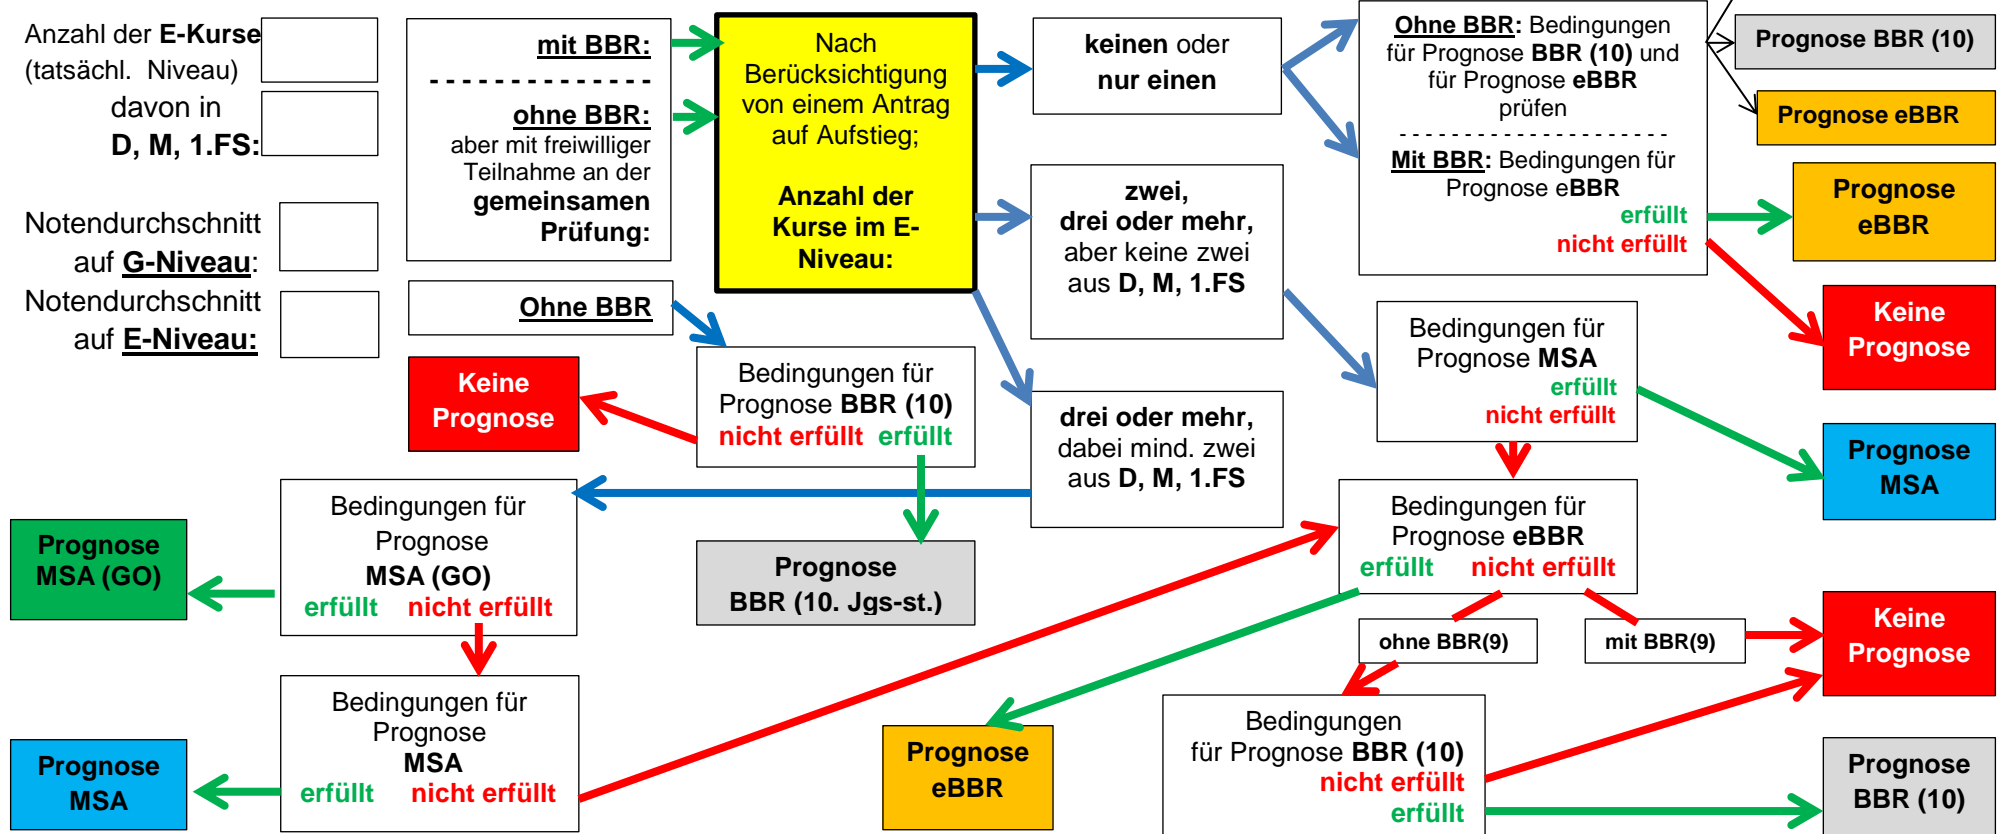 Anzahl der E-Kurse
(tatsächl. Niveau)
davon in
D, M, 1.FS:
Notendurchschnitt
auf G-Niveau:
Notendurchschnitt
auf E-Niveau:
mit BBR:
ohne BBR:
aber mit freiwilliger
Teilnahme an der
gemeinsamen
Prüfung:
Ohne BBR
Nach
Berücksichtigung
von einem Antrag
auf Aufstieg;
Anzahl der
Kurse im E-
Niveau:
keinen oder
nur einen
zwei,
drei oder mehr,
aber keine zwei
aus D, M, 1.FS
drei oder mehr,
dabei mind. zwei
aus D, M, 1.FS
Ohne BBR: Bedingungen
für Prognose BBR (10) und
für Prognose eBBR
prüfen
Mit BBR: Bedingungen für
Prognose eBBR
erfüllt
nicht erfüllt
Prognose BBR (10)
Prognose eBBR
Prognose
eBBR
Keine
Prognose
Bedingungen für
Prognose MSA
erfüllt
nicht erfüllt
Prognose
MSA
Keine
Prognose
Bedingungen für
Prognose BBR (10)
nicht erfüllt erfüllt
Prognose
BBR (10. Jgs-st.)
Bedingungen für
Prognose
MSA (GO)
erfüllt nicht erfüllt
Prognose
MSA (GO)
Bedingungen für
Prognose
MSA
erfüllt nicht erfüllt
Prognose
MSA
Bedingungen für
Prognose eBBR
erfüllt nicht erfüllt
ohne BBR(9)
mit BBR(9)
Keine
Prognose
Prognose
eBBR
Bedingungen
für Prognose BBR (10)
nicht erfüllt
erfüllt
Prognose
BBR (10)